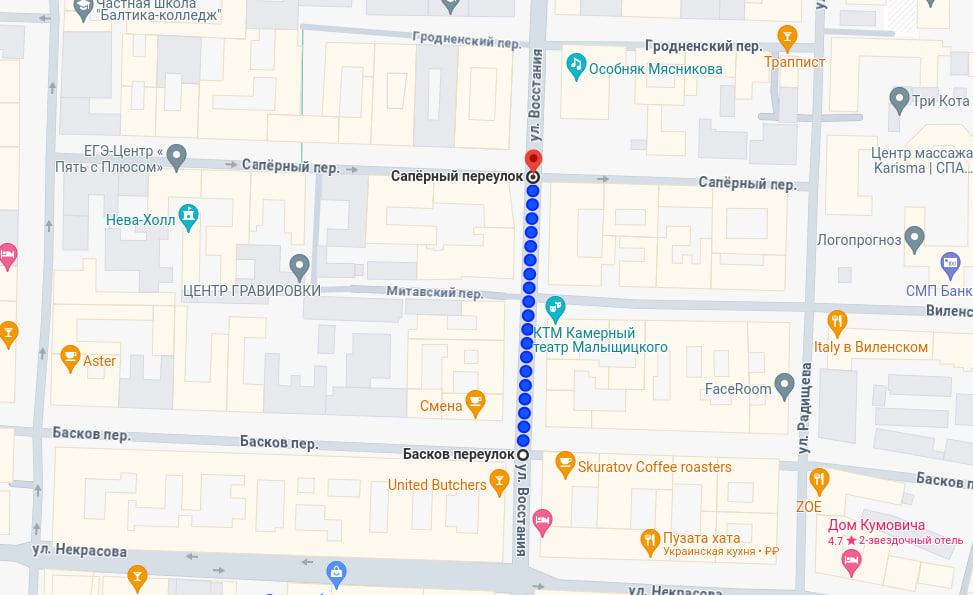 Частная школа
"Балтика-колледж"
Гродненский пер.
Гродненский пер.
Траппист
Особняк Мясникова
ул. Восстания
Три Кота
ЕГЭ-Центр «
Пять с Плюсом»
Сапёрный пер.
Сапёрный переулок
Сапёрный пер.
Центр массажа
Karisma | СПА…
Нева-Холл
Логопрогноз
ЦЕНТР ГРАВИРОВКИ
Митавский пер.
СМП Банк
Виленс
КТМ Камерный
театр Малыщицкого
Italy в Виленском
Aster
FaceRoom
ул. Радищева
Смена
Басков пер.
Басков пер.
Басков переулок
ул. Восстания
Skuratov Coffee roasters
United Butchers
Басков п
ZOE
Дом Кумовича
4.7 ★ 2-звездочный отель
Пузата хата
Украинская кухня • ₽₽
ул. Некрасова
ул. Некрасова